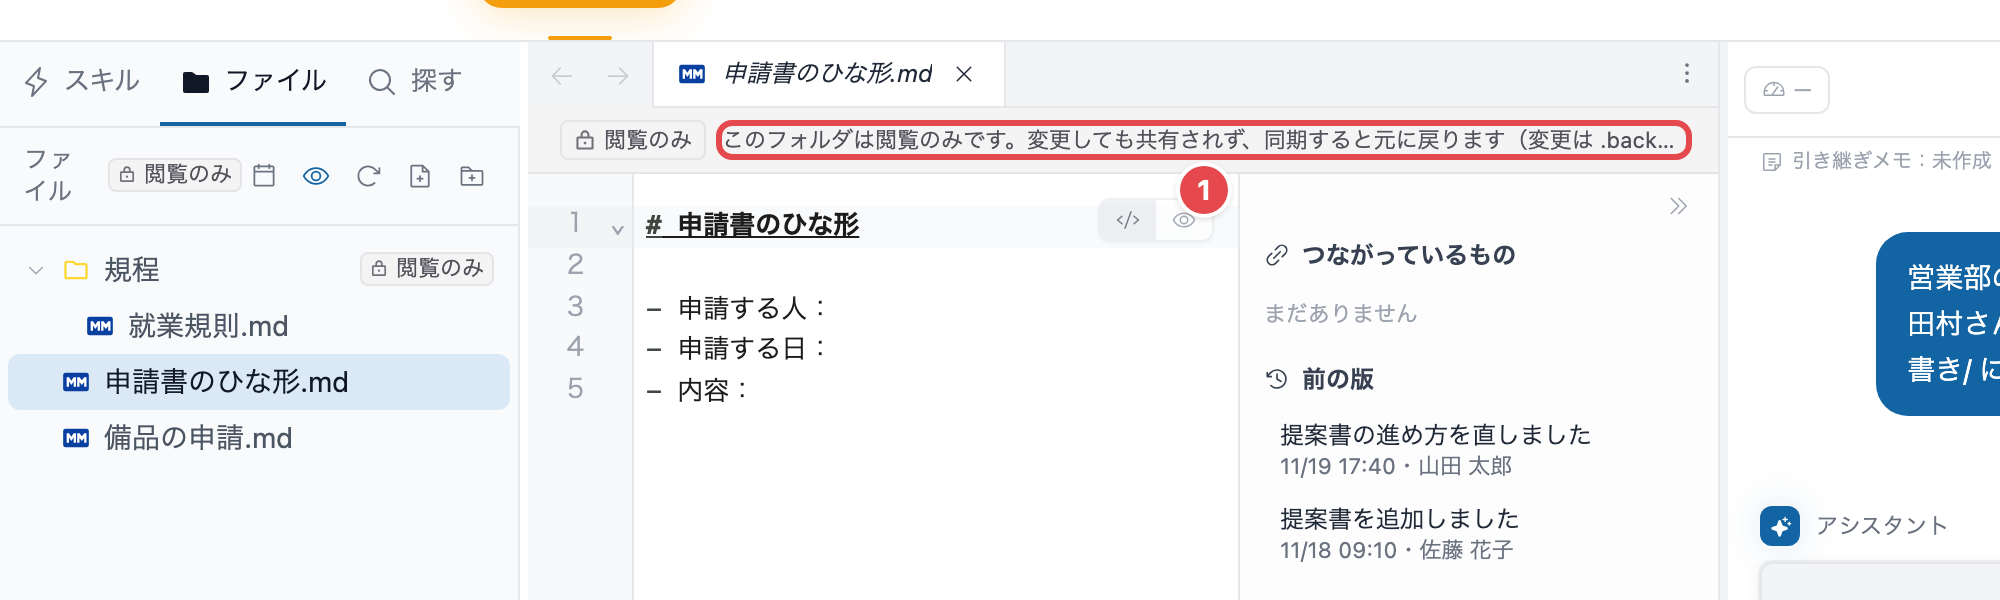 スキル
ファイル
探す
ファ
イル
閲覧のみ
規程
閲覧のみ
就業規則.md
申請書のひな形.md
備品の申請.md
申請書のひな形.md
閲覧のみ
このフォルダは閲覧のみです。変更しても共有されず、同期すると元に戻ります（変更は .back...
1
1 # 申請書のひな形
2
3 - 申請する人：
4 - 申請する日：
5 - 内容：
つながっているもの
まだありません
前の版
提案書の進め方を直しました
11/19 17:40・山田 太郎
提案書を追加しました
11/18 09:10・佐藤 花子
引き継ぎメモ：未作成
営業部の
田村さん
書き/ に
アシスタント